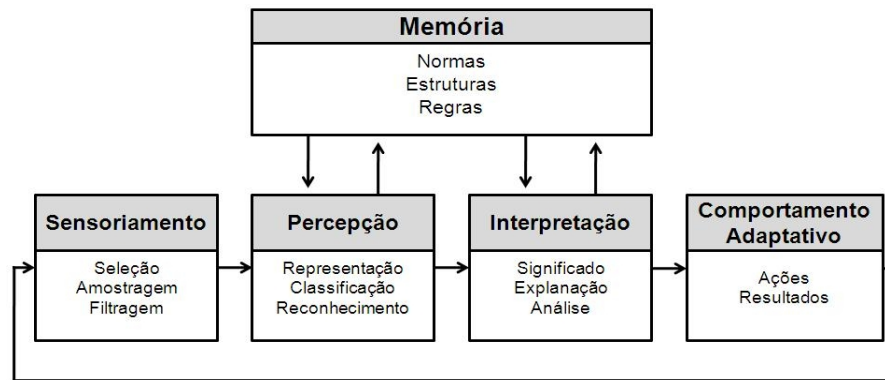 Memória
Normas
Estruturas
Regras
Sensoriamento
Seleção
Amostragem
Filtragem
Percepção
Representação
Classificação
Reconhecimento
Interpretação
Significado
Explanação
Análise
Comportamento
Adaptativo
Ações
Resultados